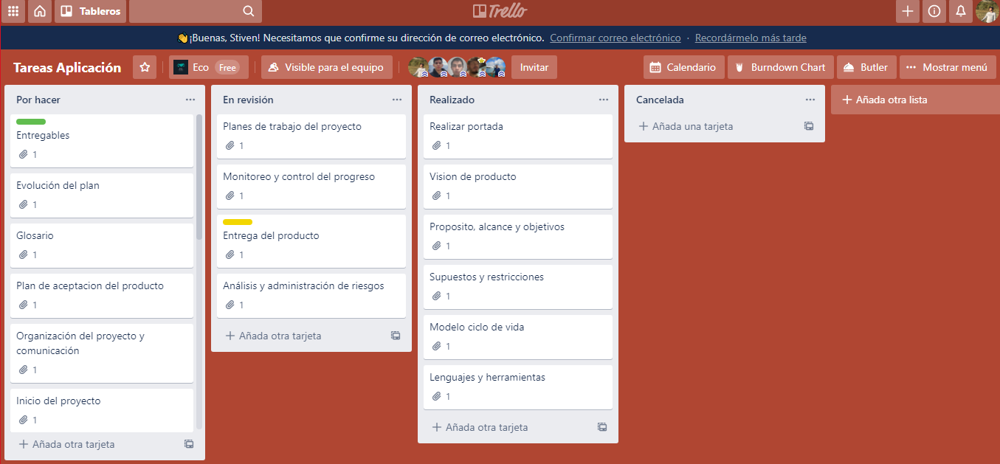 Tableros
Trello
👋¡Buenas, Stiven! Necesitamos que confirme su dirección de correo electrónico. Confirmar correo electrónico · Recordármelo más tarde
Tareas Aplicación
Eco Free
Visible para el equipo
Invitar
Calendario
Burndown Chart
Butler
Mostrar menú
Por hacer
Entregables
1
Evolución del plan
1
Glosario
1
Plan de aceptacion del producto
1
Organización del proyecto y
comunicación
1
Inicio del proyecto
1
+ Añada otra tarjeta
En revisión
Planes de trabajo del proyecto
1
Monitoreo y control del progreso
1
Entrega del producto
1
Análisis y administración de riesgos
1
+ Añada otra tarjeta
Realizado
Realizar portada
1
Vision de producto
1
Proposito, alcance y objetivos
1
Supuestos y restricciones
1
Modelo ciclo de vida
1
Lenguajes y herramientas
1
+ Añada otra tarjeta
Cancelada
+ Añada una tarjeta
+ Añada otra lista